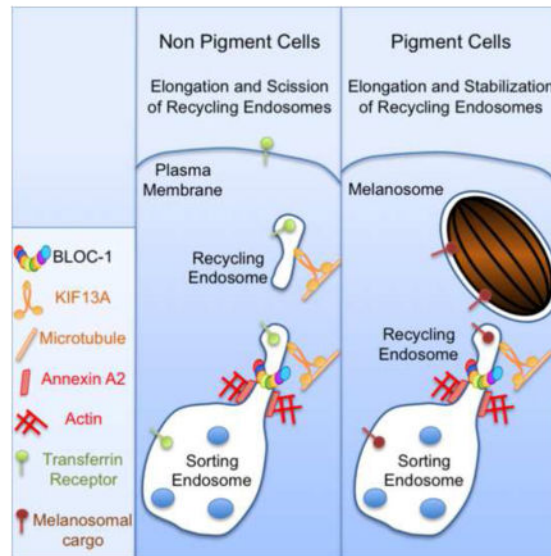 Non Pigment Cells
Elongation and Scission
of Recycling Endosomes
Plasma
Membrane
Recycling
Endosome
Sorting
Endosome
Pigment Cells
Elongation and Stabilization
of Recycling Endosomes
Melanosome
Recycling
Endosome
Sorting
Endosome
BLOC-1
KIF13A
Microtubule
Annexin A2
Actin
Transferrin
Receptor
Melanosomal
cargo